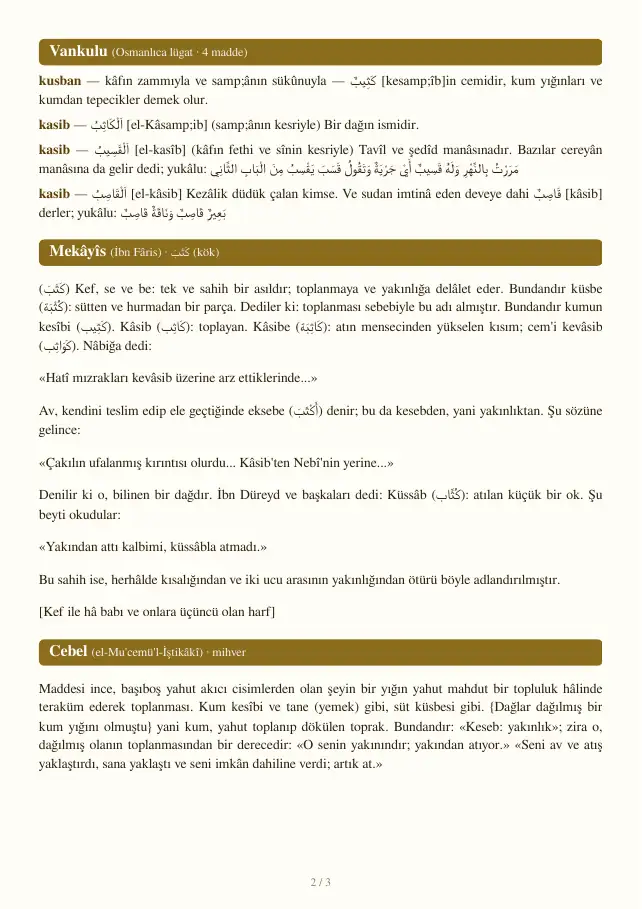 Vankulu (Osmanlıca lügat · 4 madde)
kusban — kâfın zammıyla ve samp;ânın sükûnuyla — كَثِيبٌ [kesamp;îb]in cemidir, kum yığınları ve
kumdan tepecikler demek olur.
kasib — اَلْكَاثِبُ [el-Kâsamp;ib] (samp;ânın kesriyle) Bir dağın ismidir.
kasib — اَلْقَسِيبُ [el-kasîb] (kâfın fethi ve sînin kesriyle) Tavîl ve şedîd manâsınadır. Bazılar cereyân
manâsına da gelir dedi; yukâlu: مَرَرْتُ بِالنَّهْرِ وَلَهُ قَسِيبٌ أَيْ جَرْيَةٌ وَتَقُولُ قَسَبَ يَقْسِبُ مِنَ الْبَابِ الثَّانِي
kasib — اَلْقَاصِبُ [el-kâsib] Kezâlik düdük çalan kimse. Ve sudan imtinâ eden deveye dahi قَاصِبٌ [kâsib]
derler; yukâlu: بَعِيرٌ قَاصِبٌ وَنَاقَةٌ قَاصِبٌ
Mekâyîs (İbn Fâris) · كَثَبَ (kök)
(كَثَبَ) Kef, se ve be: tek ve sahih bir asıldır; toplanmaya ve yakınlığa delâlet eder. Bundandır küsbe
(كُثْبَة): sütten ve hurmadan bir parça. Dediler ki: toplanması sebebiyle bu adı almıştır. Bundandır kumun
kesîbi (كَثِيب). Kâsib (كَاثِب): toplayan. Kâsibe (كَاثِبَة): atın mensecinden yükselen kısım; cem'i kevâsib
(كَوَاثِب). Nâbiğa dedi:
«Hatî mızrakları kevâsib üzerine arz ettiklerinde...»
Av, kendini teslim edip ele geçtiğinde eksebe (أَكْثَبَ) denir; bu da kesebden, yani yakınlıktan. Şu sözüne
gelince:
«Çakılın ufalanmış kırıntısı olurdu... Kâsib'ten Nebî'nin yerine...»
Denilir ki o, bilinen bir dağdır. İbn Düreyd ve başkaları dedi: Küssâb (كُثَّاب): atılan küçük bir ok. Şu
beyti okudular:
«Yakından attı kalbimi, küssâbla atmadı.»
Bu sahih ise, herhâlde kısalığından ve iki ucu arasının yakınlığından ötürü böyle adlandırılmıştır.
[Kef ile hâ babı ve onlara üçüncü olan harf]
Cebel (el-Mu'cemü'l-İştikâkî) · mihver
Maddesi ince, başıboş yahut akıcı cisimlerden olan şeyin bir yığın yahut mahdut bir topluluk hâlinde
teraküm ederek toplanması. Kum kesîbi ve tane (yemek) gibi, süt küsbesi gibi. {Dağlar dağılmış bir
kum yığını olmuştu} yani kum, yahut toplanıp dökülen toprak. Bundandır: «Keseb: yakınlık»; zira o,
dağılmış olanın toplanmasından bir derecedir: «O senin yakınındır; yakından atıyor.» «Seni av ve atış
yaklaştırdı, sana yaklaştı ve seni imkân dahiline verdi; artık at.»
2 / 3